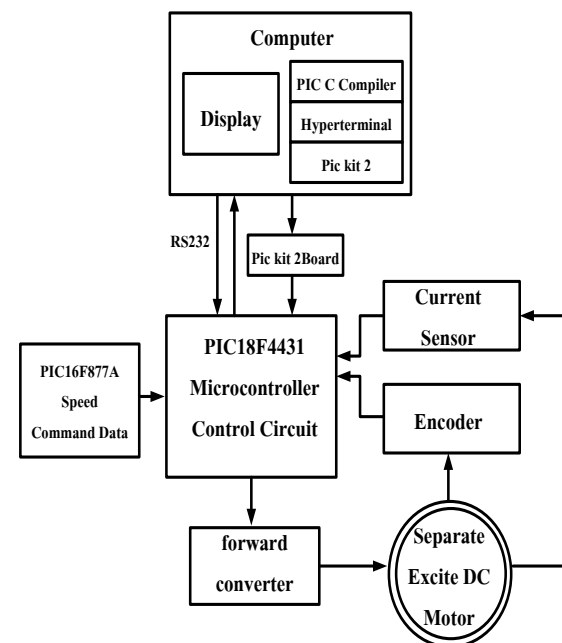 Computer
Display
PIC C Compiler
Hyperterminal
Pic kit 2
RS232
Pic kit 2Board
PIC16F877A
Speed
Command Data
PIC18F4431
Microcontroller
Control Circuit
Current
Sensor
Encoder
forward
converter
Separate
Excite DC
Motor